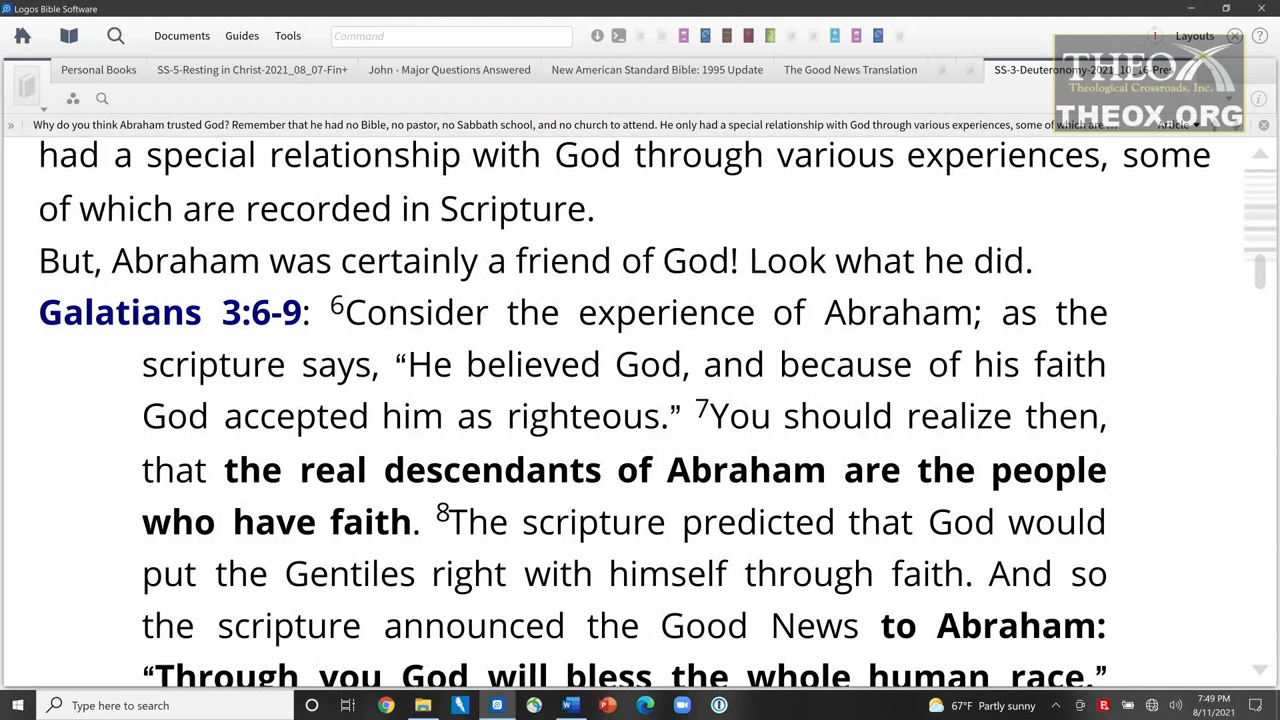 Logos Bible Software
Documents Guides Tools Command Layouts
THEOX
Theological Crossroads, Inc.
THEOX.ORG
Personal Books SS-5-Resting in Christ-2021_08_07-Fin+ s Answered New American Standard Bible: 1995 Update The Good News Translation SS-3-Deuteronomy-2021_10_16-Pres
» Why do you think Abraham trusted God? Remember that he had no Bible, no pastor, no Sabbath school, and no church to attend. He only had a special relationship with God through various experiences, some of which are Article
had a special relationship with God through various experiences, some
of which are recorded in Scripture.
But, Abraham was certainly a friend of God! Look what he did.
Galatians 3:6-9: ⁶Consider the experience of Abraham; as the
scripture says, “He believed God, and because of his faith
God accepted him as righteous.” ⁷You should realize then,
that the real descendants of Abraham are the people
who have faith. ⁸The scripture predicted that God would
put the Gentiles right with himself through faith. And so
the scripture announced the Good News to Abraham:
“Through you God will bless the whole human race.”
Type here to search 67°F Partly sunny 7:49 PM
8/11/2021